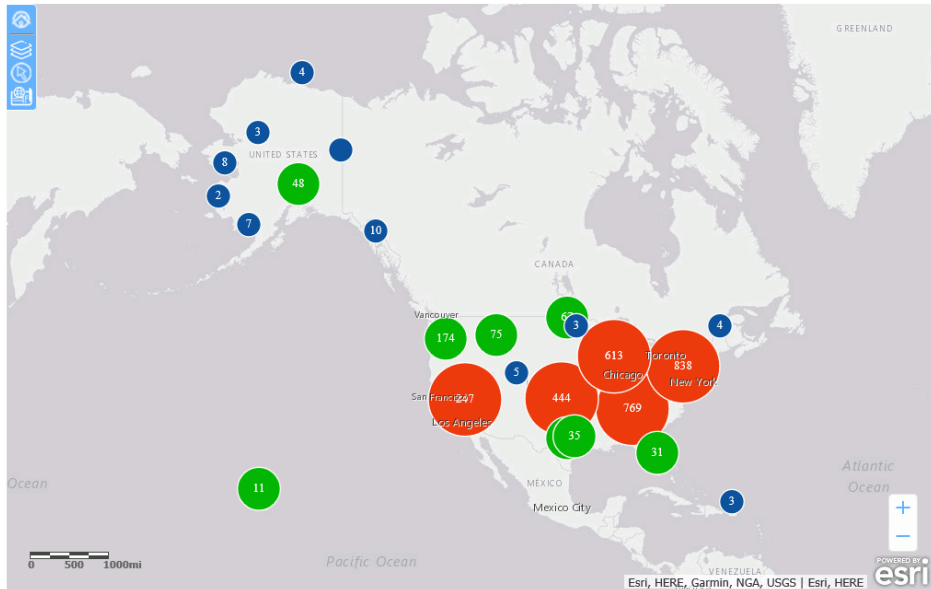 GREENLAND
4
3
UNITED STATES
8
48
2
7
10
CANADA
Vancouver
3
4
174
75
613
Toronto
838
5
Chicago
New York
San Francisco
247
444
769
Los Angeles
35
31
Atlantic
Ocean
Ocean
11
MÉXICO
Mexico City
3
+
−
0 500 1000mi
Pacific Ocean
VENEZUELA
POWERED BY
esri
Esri, HERE, Garmin, NGA, USGS | Esri, HERE